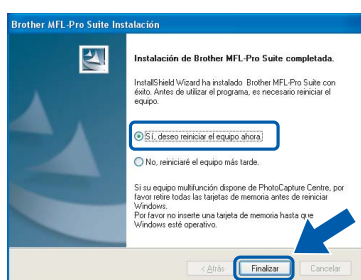 Brother MFL-Pro Suite Instalación
Instalación de Brother MFL-Pro Suite completada.
InstallShield Wizard ha instalado Brother MFL-Pro Suite con
éxito. Antes de utilizar el programa, es necesario reiniciar el
equipo.
Sí, deseo reiniciar el equipo ahora.
No, reiniciaré el equipo más tarde.
Si su equipo multifunción dispone de PhotoCapture Centre, por
favor retire todas las tarjetas de memoria antes de reiniciar
Windows.
Por favor no inserte una tarjeta de memoria hasta que
Windows esté operativo.
< Atrás Finalizar Cancelar